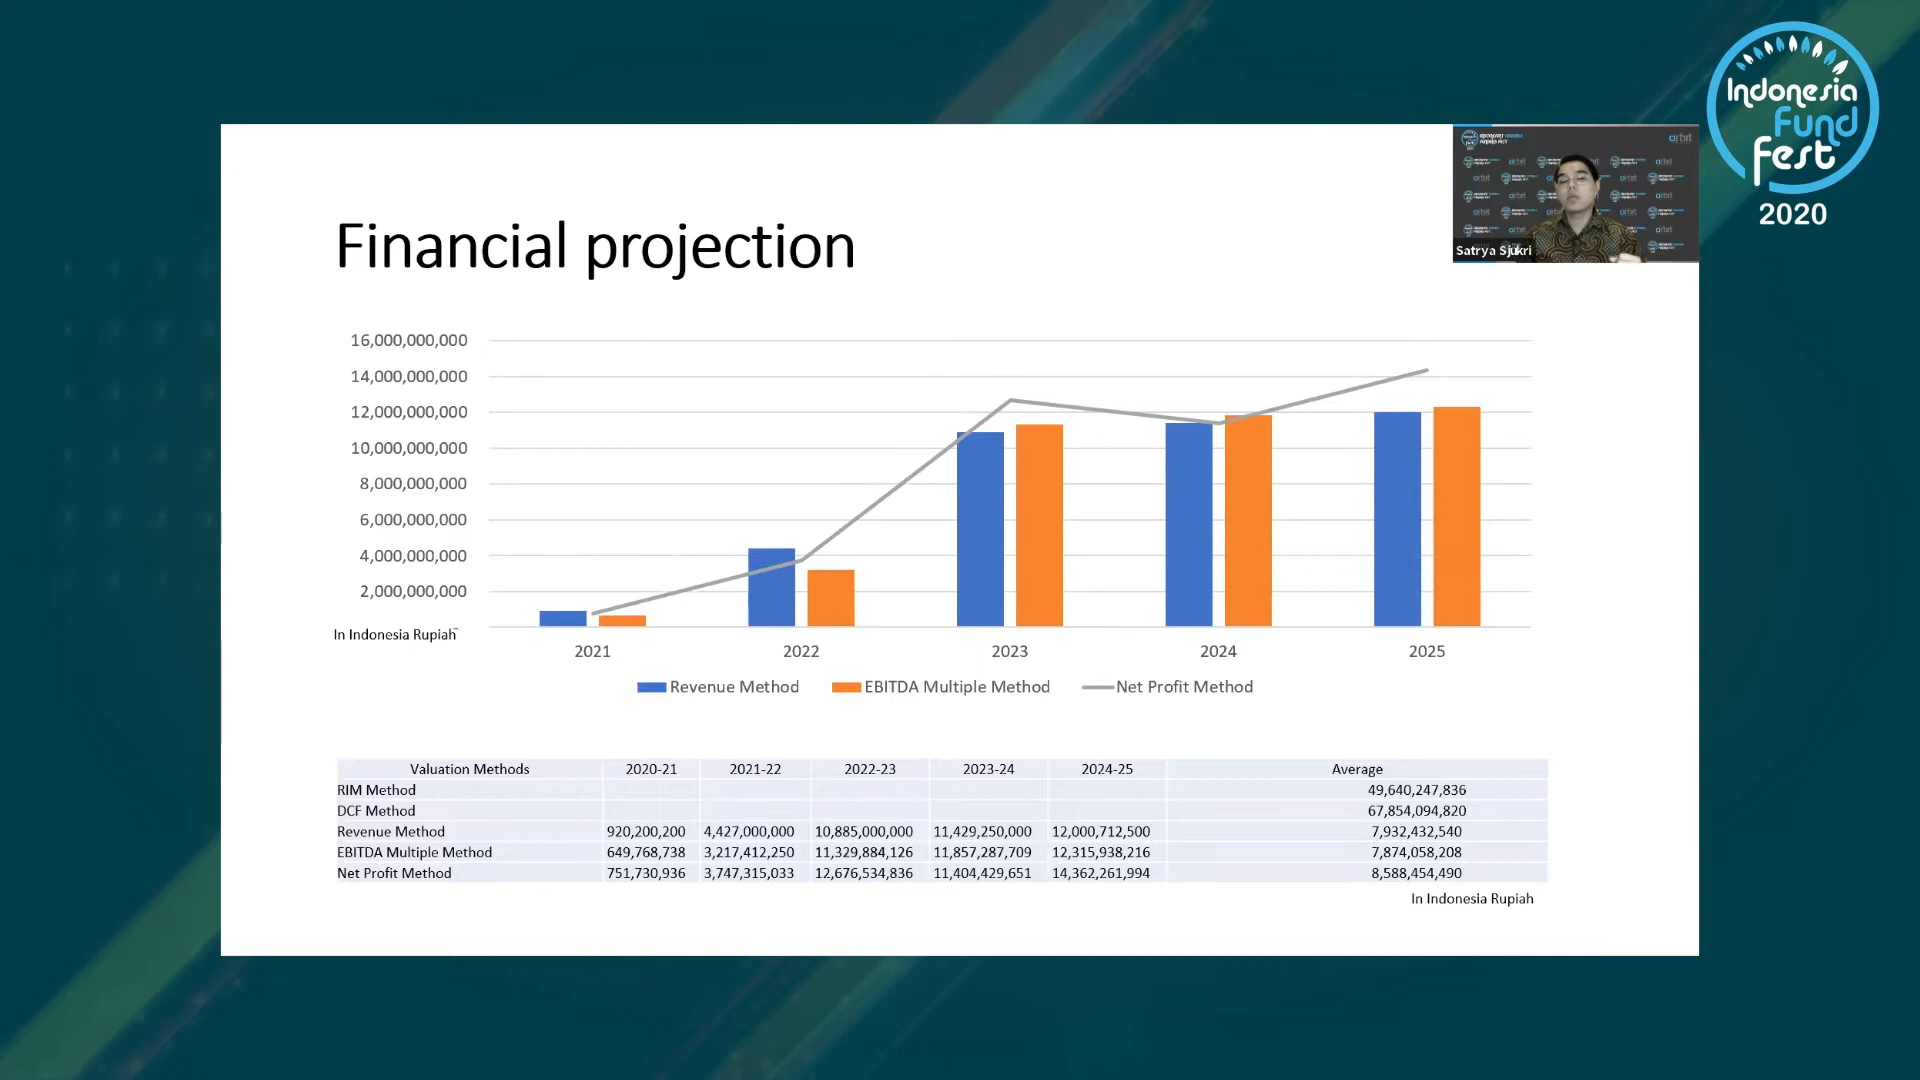 Indonesia
Fund
Fest
2020
arbit
Satrya Sjukri
Financial projection
16,000,000,000
14,000,000,000
12,000,000,000
10,000,000,000
8,000,000,000
6,000,000,000
4,000,000,000
2,000,000,000
-
In Indonesia Rupiah
2021 2022 2023 2024 2025
Revenue Method EBITDA Multiple Method Net Profit Method
Valuation Methods 2020-21 2021-22 2022-23 2023-24 2024-25 Average
RIM Method 49,640,247,836
DCF Method 67,854,094,820
Revenue Method 920,200,200 4,427,000,000 10,885,000,000 11,429,250,000 12,000,712,500 7,932,432,540
EBITDA Multiple Method 649,768,738 3,217,412,250 11,329,884,126 11,857,287,709 12,315,938,216 7,874,058,208
Net Profit Method 751,730,936 3,747,315,033 12,676,534,836 11,404,429,651 14,362,261,994 8,588,454,490
In Indonesia Rupiah